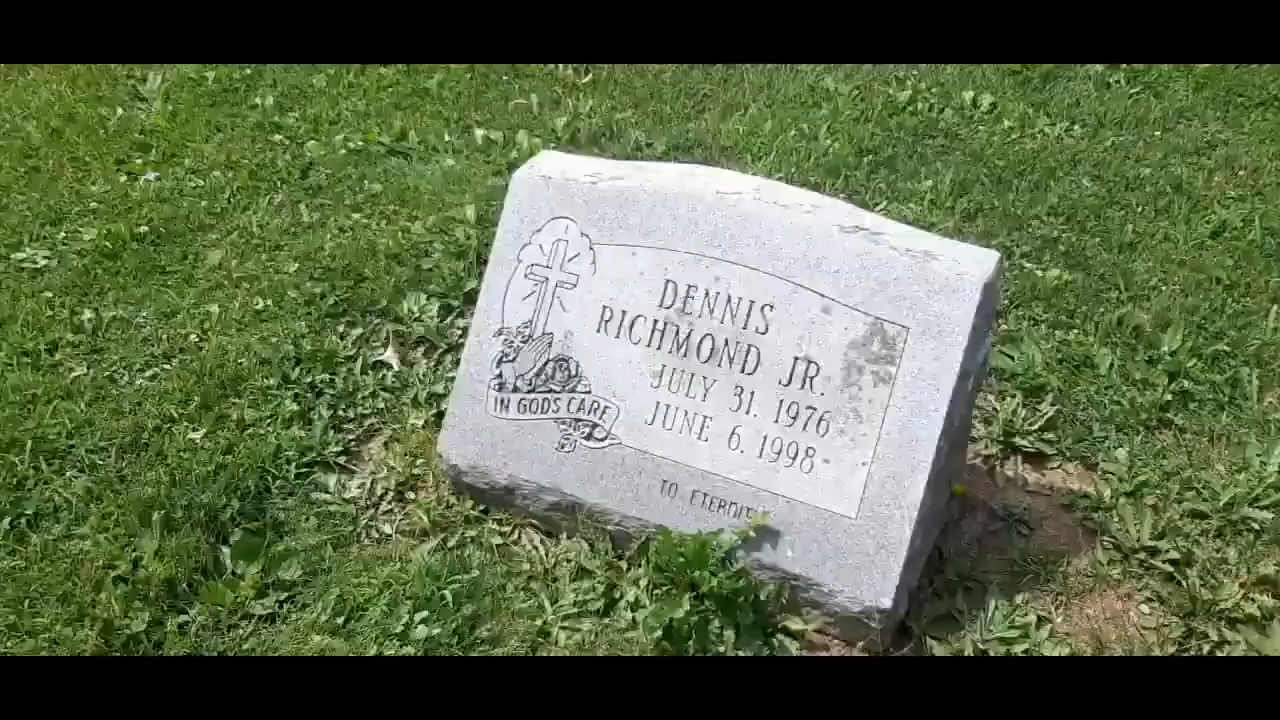 DENNIS
RICHMOND JR.
JULY 31. 1976
JUNE 6. 1998
IN GOD'S CARE
TO